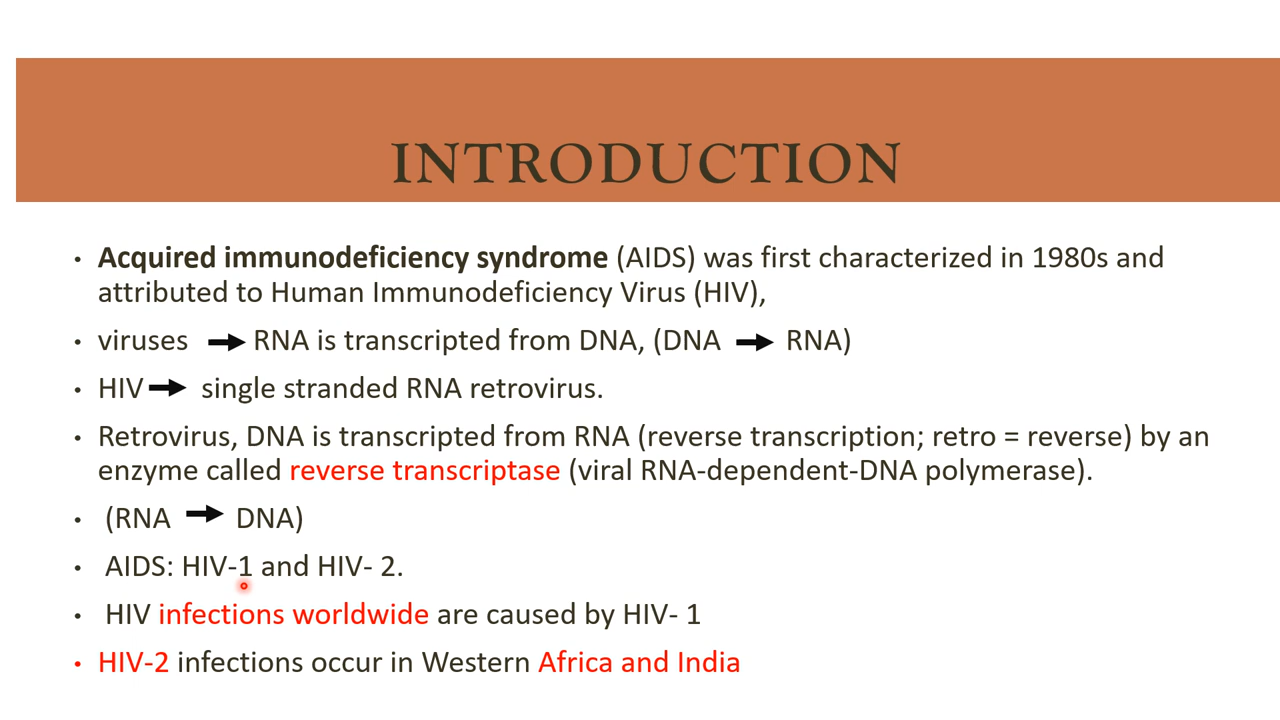 INTRODUCTION
• Acquired immunodeficiency syndrome (AIDS) was first characterized in 1980s and
attributed to Human Immunodeficiency Virus (HIV),
• viruses → RNA is transcripted from DNA, (DNA → RNA)
• HIV → single stranded RNA retrovirus.
• Retrovirus, DNA is transcripted from RNA (reverse transcription; retro = reverse) by an
enzyme called reverse transcriptase (viral RNA-dependent-DNA polymerase).
• (RNA → DNA)
• AIDS: HIV-1 and HIV- 2.
• HIV infections worldwide are caused by HIV- 1
• HIV-2 infections occur in Western Africa and India